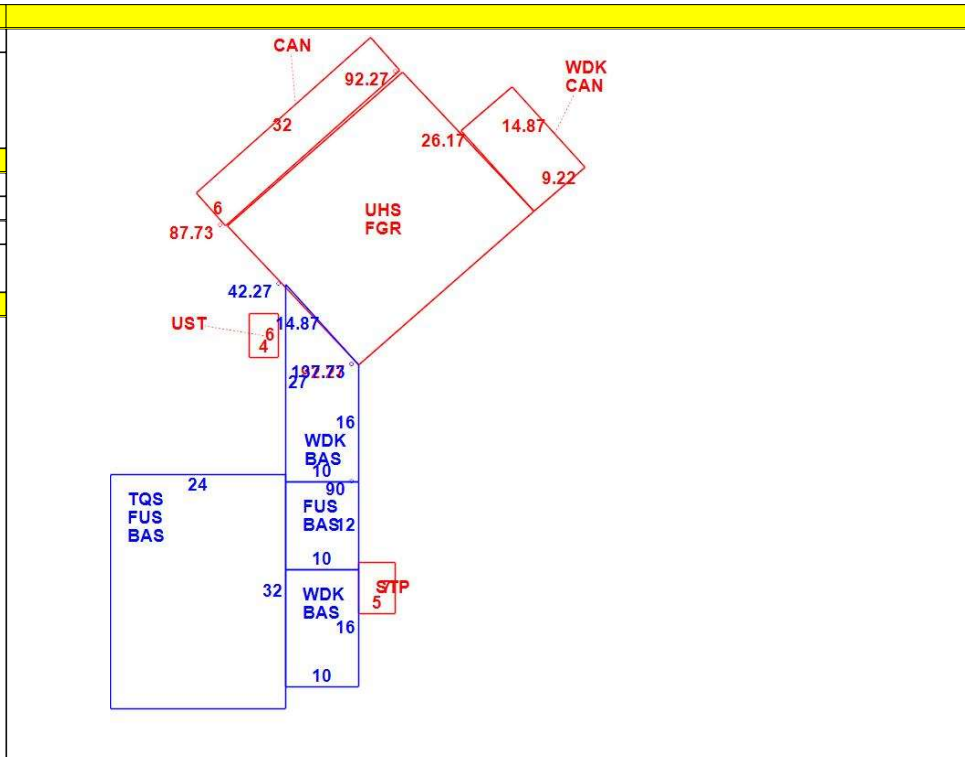 CAN
92.27
WDK
CAN
32
14.87
26.17
9.22
6
UHS
FGR
87.73
42.27
UST
14.87
6
4
27
16
WDK
BAS
10
24
90
TQS
FUS
BAS
FUS
BAS
12
10
32
WDK
BAS
STP
5
16
10